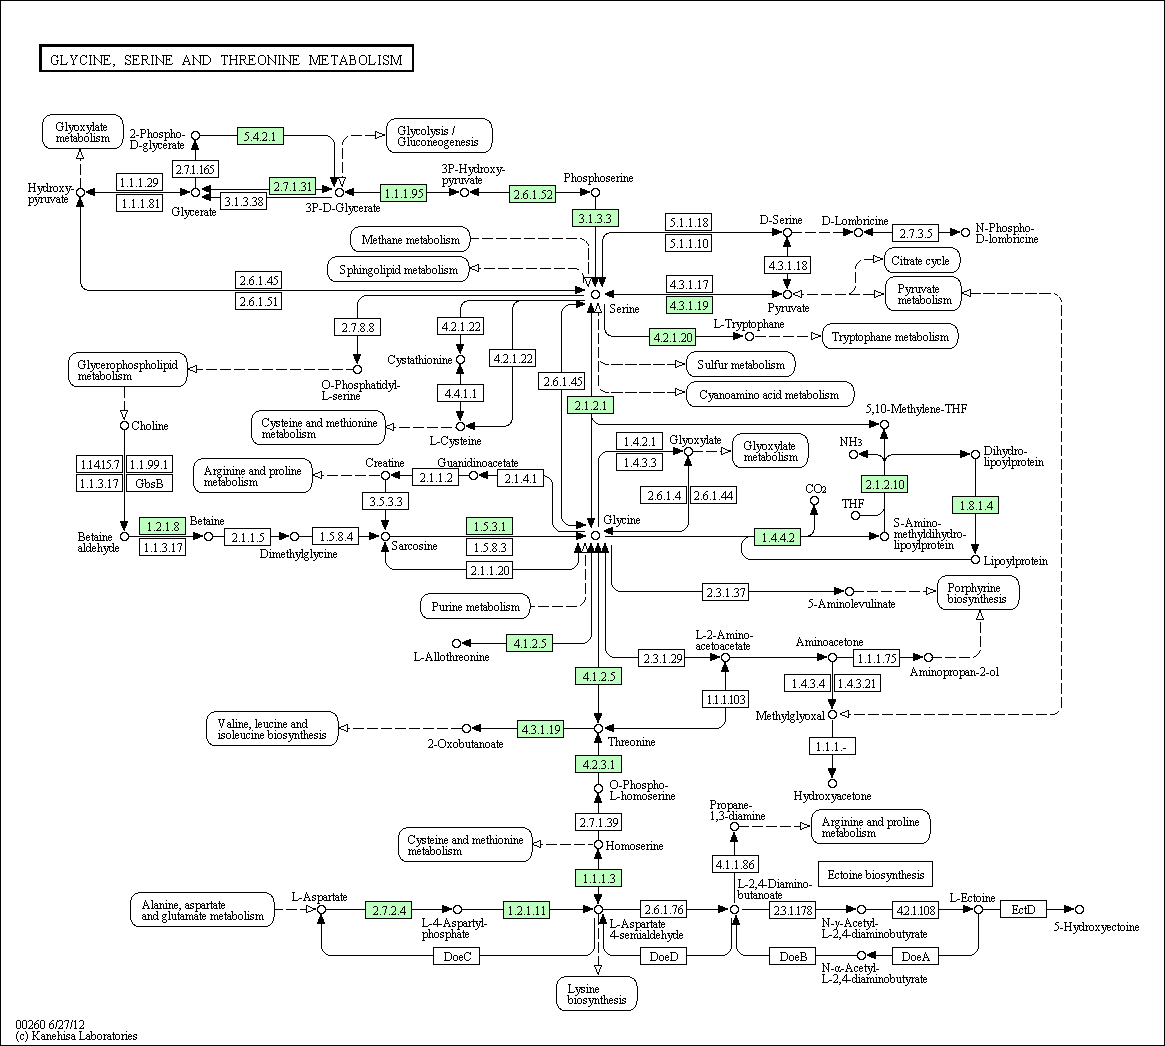 GLYCINE, SERINE AND THREONINE METABOLISM
Glyoxylate
metabolism
2-Phospho-
D-glycerate
5.4.2.1
Glycolysis /
Gluconeogenesis
2.7.1.165
3P-Hydroxy-
pyruvate
Phosphoserine
Hydroxy-
pyruvate
1.1.1.29
1.1.1.81
Glycerate
2.7.1.31
3.1.3.38
3P-D-Glycerate
1.1.1.95
2.6.1.52
3.1.3.3
Methane metabolism
Sphingolipid metabolism
5.1.1.18
5.1.1.10
D-Serine
D-Lombricine
2.7.3.5
N-Phospho-
D-lombricine
4.3.1.18
Citrate cycle
2.6.1.45
2.6.1.51
Serine
4.3.1.17
4.3.1.19
Pyruvate
Pyruvate
metabolism
2.7.8.8
4.2.1.22
4.2.1.22
L-Tryptophane
4.2.1.20
Tryptophane metabolism
Glycerophospholipid
metabolism
O-Phosphatidyl-
L-serine
Cystathionine
4.4.1.1
2.6.1.45
2.1.2.1
Sulfur metabolism
Cyanoamino acid metabolism
Choline
Cysteine and methionine
metabolism
L-Cysteine
5,10-Methylene-THF
1.4.2.1
1.4.3.3
Glyoxylate
Glyoxylate
metabolism
NH3
Dihydro-
lipoylprotein
1.14.15.7
1.1.99.1
1.1.3.17
GbsB
Arginine and proline
metabolism
Creatine
Guanidinoacetate
2.1.1.2
2.1.4.1
3.5.3.3
2.6.1.4
2.6.1.44
CO2
THF
2.1.2.10
1.8.1.4
Betaine
aldehyde
1.2.1.8
1.1.3.17
Betaine
2.1.1.5
Dimethylglycine
1.5.8.4
Sarcosine
1.5.3.1
1.5.8.3
2.1.1.20
Glycine
1.4.4.2
S-Amino-
methyldihydro-
lipoylprotein
Lipoylprotein
Purine metabolism
2.3.1.37
5-Aminolevulinate
Porphyrine
biosynthesis
L-Allothreonine
4.1.2.5
4.1.2.5
2.3.1.29
L-2-Amino-
acetoacetate
Aminoacetone
1.1.1.75
Aminopropan-2-ol
1.1.1.103
1.4.3.4
1.4.3.21
Methylglyoxal
Valine, leucine and
isoleucine biosynthesis
2-Oxobutanoate
4.3.1.19
Threonine
1.1.1.-
Hydroxyacetone
4.2.3.1
O-Phospho-
L-homoserine
2.7.1.39
Cysteine and methionine
metabolism
Homoserine
1.1.1.3
Propane-
1,3-diamine
Arginine and proline
metabolism
4.1.1.86
Ectoine biosynthesis
Alanine, aspartate
and glutamate metabolism
L-Aspartate
2.7.2.4
L-4-Aspartyl-
phosphate
1.2.1.11
L-Aspartate
4-semialdehyde
2.6.1.76
L-2,4-Diamino-
butanoate
2.3.1.178
N-γ-Acetyl-
L-2,4-diaminobutyrate
4.2.1.108
L-Ectoine
EctD
5-Hydroxyectoine
DoeC
DoeD
DoeB
N-α-Acetyl-
L-2,4-diaminobutyrate
DoeA
Lysine
biosynthesis
00260 6/27/12
(c) Kanehisa Laboratories